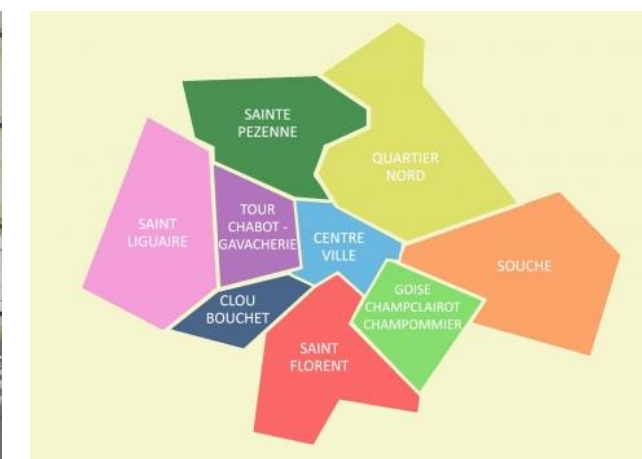 SAINTE
PEZENNE
QUARTIER
NORD
SAINT
LIGUAIRE
TOUR
CHABOT -
GAVACHERIE
CENTRE
VILLE
SOUCHE
CLOU
BOUCHET
GOISE
CHAMPCLAIROT
CHAMPOMMIER
SAINT
FLORENT